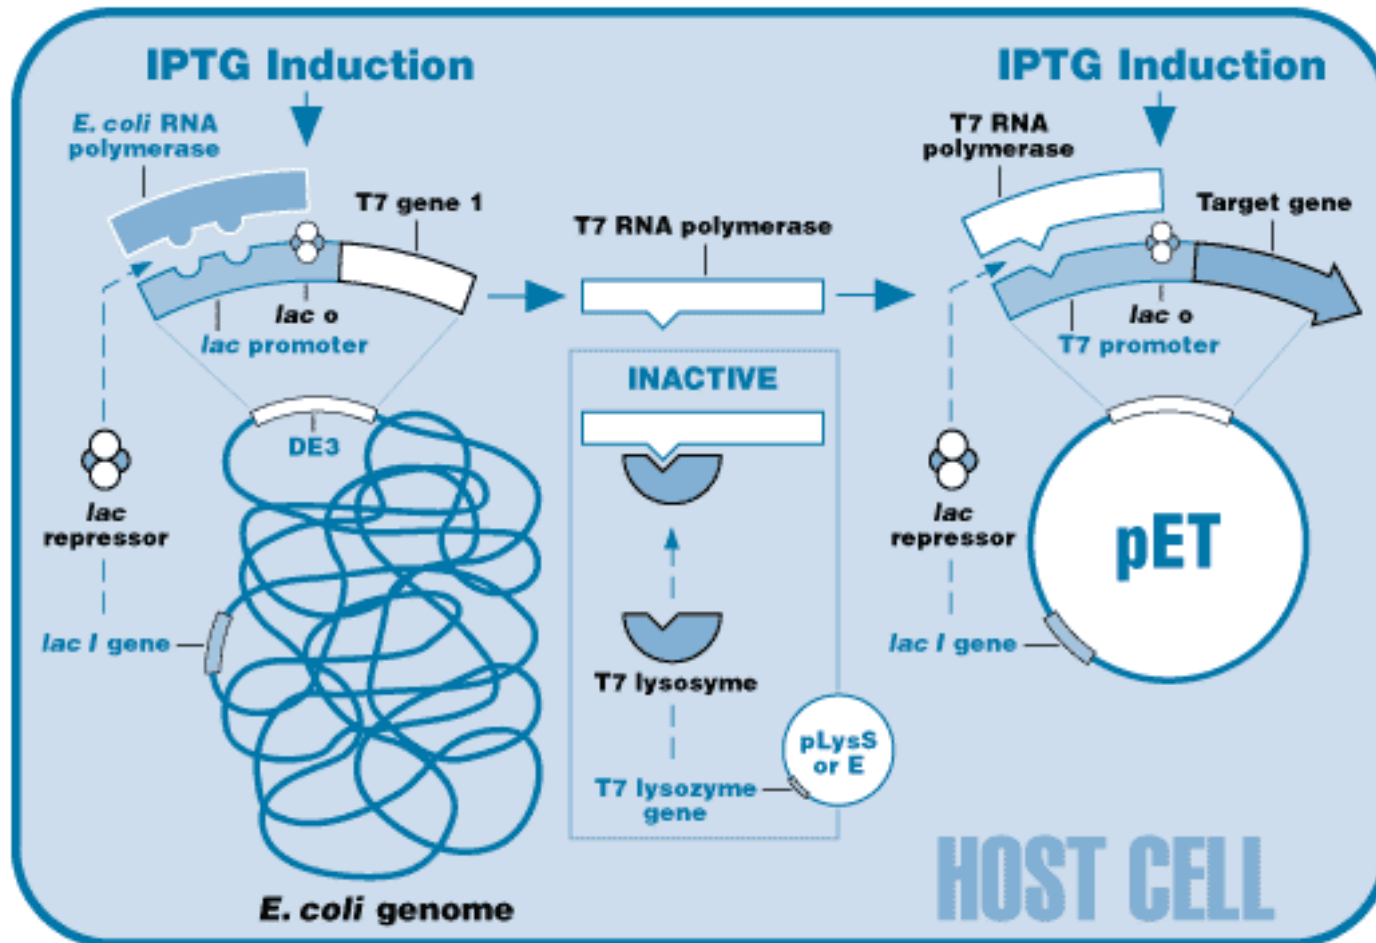 IPTG Induction
E. coli RNA
polymerase
T7 gene 1
lac o
lac promoter
DE3
lac
repressor
lac I gene
E. coli genome
T7 RNA polymerase
INACTIVE
T7 lysosyme
T7 lysozyme
gene
pLysS
or E
IPTG Induction
T7 RNA
polymerase
Target gene
lac o
T7 promoter
lac
repressor
lac I gene
pET
HOST CELL